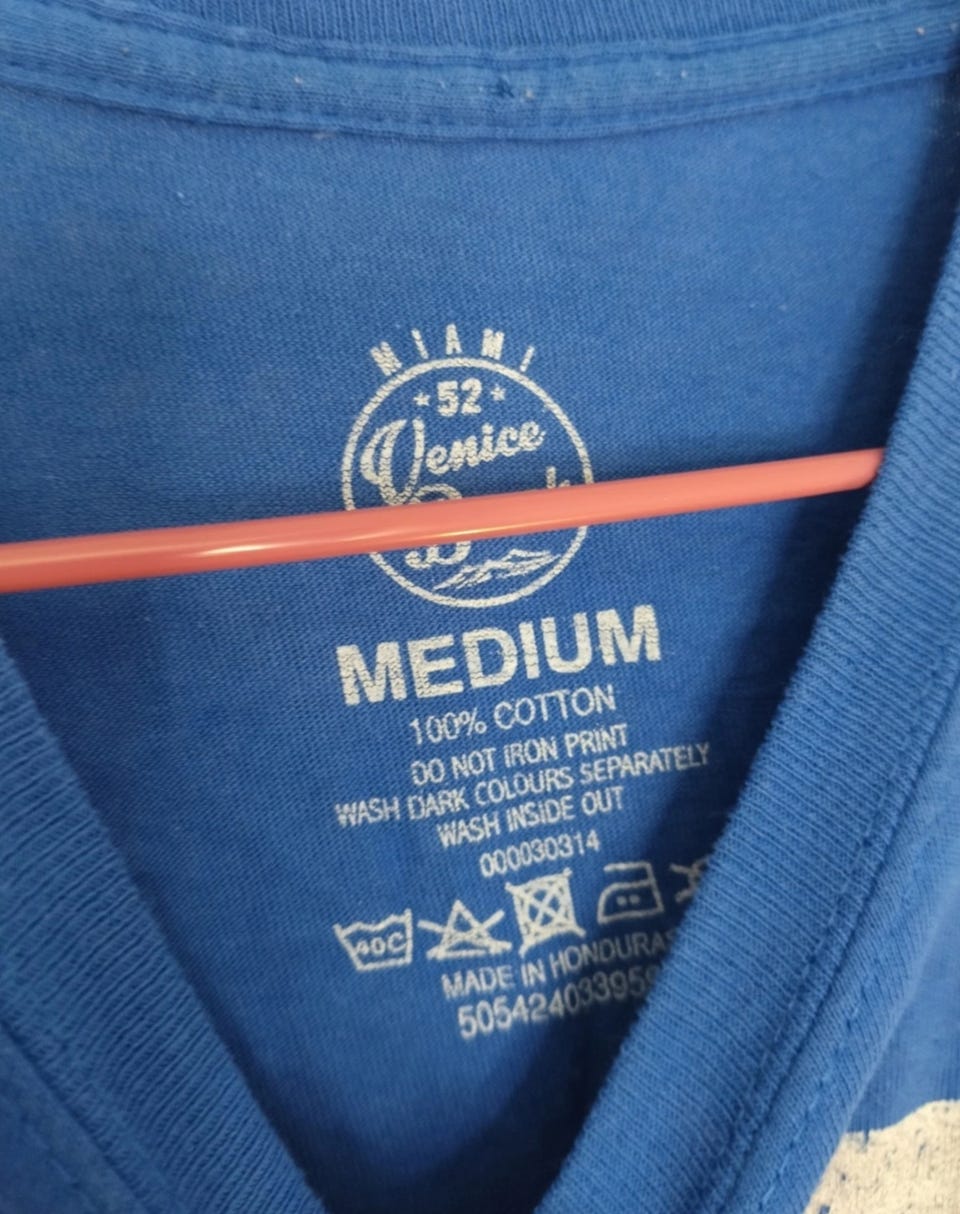 MIAMI
52
Venice
MEDIUM
100% COTTON
DO NOT IRON PRINT
WASH DARK COLOURS SEPARATELY
WASH INSIDE OUT
000030314
40C
MADE IN HONDURAS
505424033959